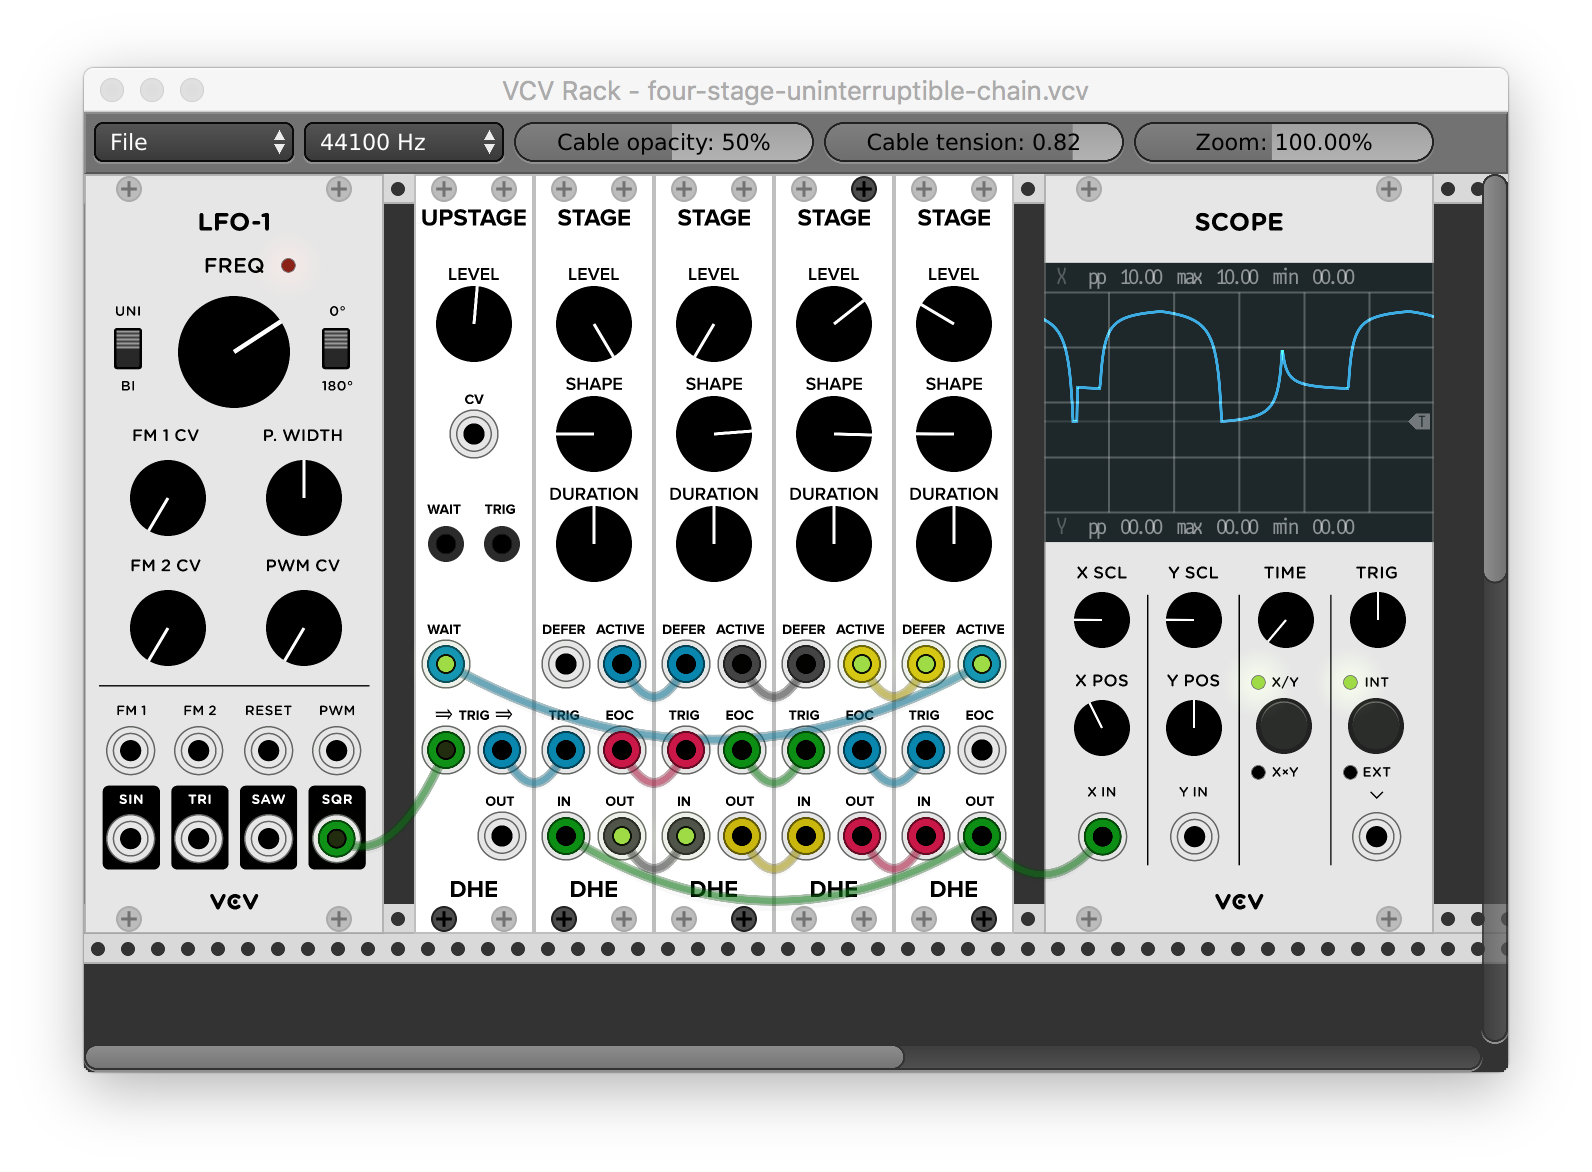 VCV Rack - four-stage-uninterruptible-chain.vcv
File 44100 Hz Cable opacity: 50% Cable tension: 0.82 Zoom: 100.00%
LFO-1
FREQ
UNI 0°
BI 180°
FM 1 CV P. WIDTH
FM 2 CV PWM CV
FM 1 FM 2 RESET PWM
SIN TRI SAW SQR
VCV
UPSTAGE
LEVEL
CV
WAIT TRIG
WAIT
⇒ TRIG ⇒
OUT
DHE
STAGE
LEVEL
SHAPE
DURATION
DEFER ACTIVE
TRIG EOC
IN OUT
DHE
STAGE
LEVEL
SHAPE
DURATION
DEFER ACTIVE
TRIG EOC
IN OUT
DHE
STAGE
LEVEL
SHAPE
DURATION
DEFER ACTIVE
TRIG EOC
IN OUT
DHE
STAGE
LEVEL
SHAPE
DURATION
DEFER ACTIVE
TRIG EOC
IN OUT
DHE
SCOPE
X pp 10.00 max 10.00 min 00.00
T
Y pp 00.00 max 00.00 min 00.00
X SCL Y SCL TIME TRIG
X POS Y POS X/Y INT
X×Y EXT
X IN Y IN
VCV